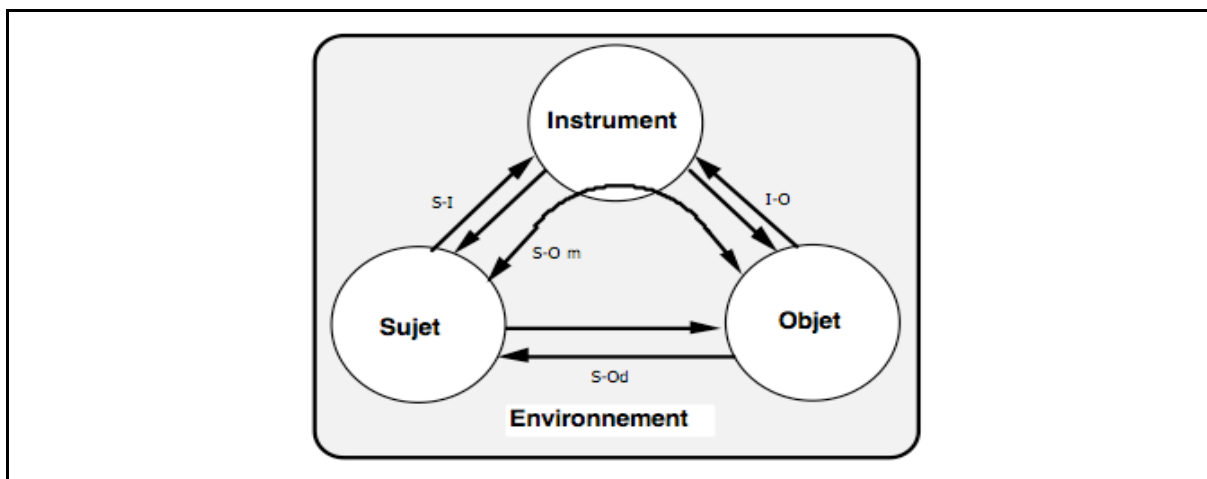 Instrument
S-I
I-O
S-O m
Sujet
Objet
S-Od
Environnement